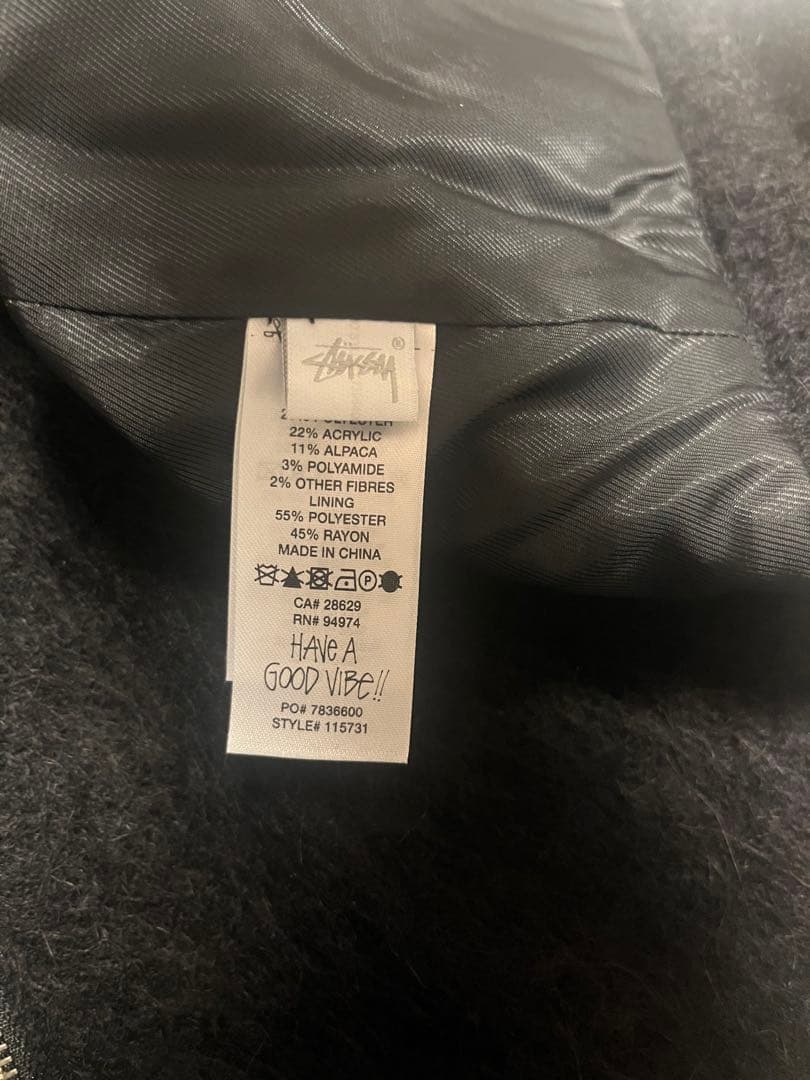 STÜSSY ®
POLYESTER
22% ACRYLIC
11% ALPACA
3% POLYAMIDE
2% OTHER FIBRES
LINING
55% POLYESTER
45% RAYON
MADE IN CHINA
P
CA# 28629
RN# 94974
HAVE A
GOOD VIBE!!
PO# 7836600
STYLE# 115731